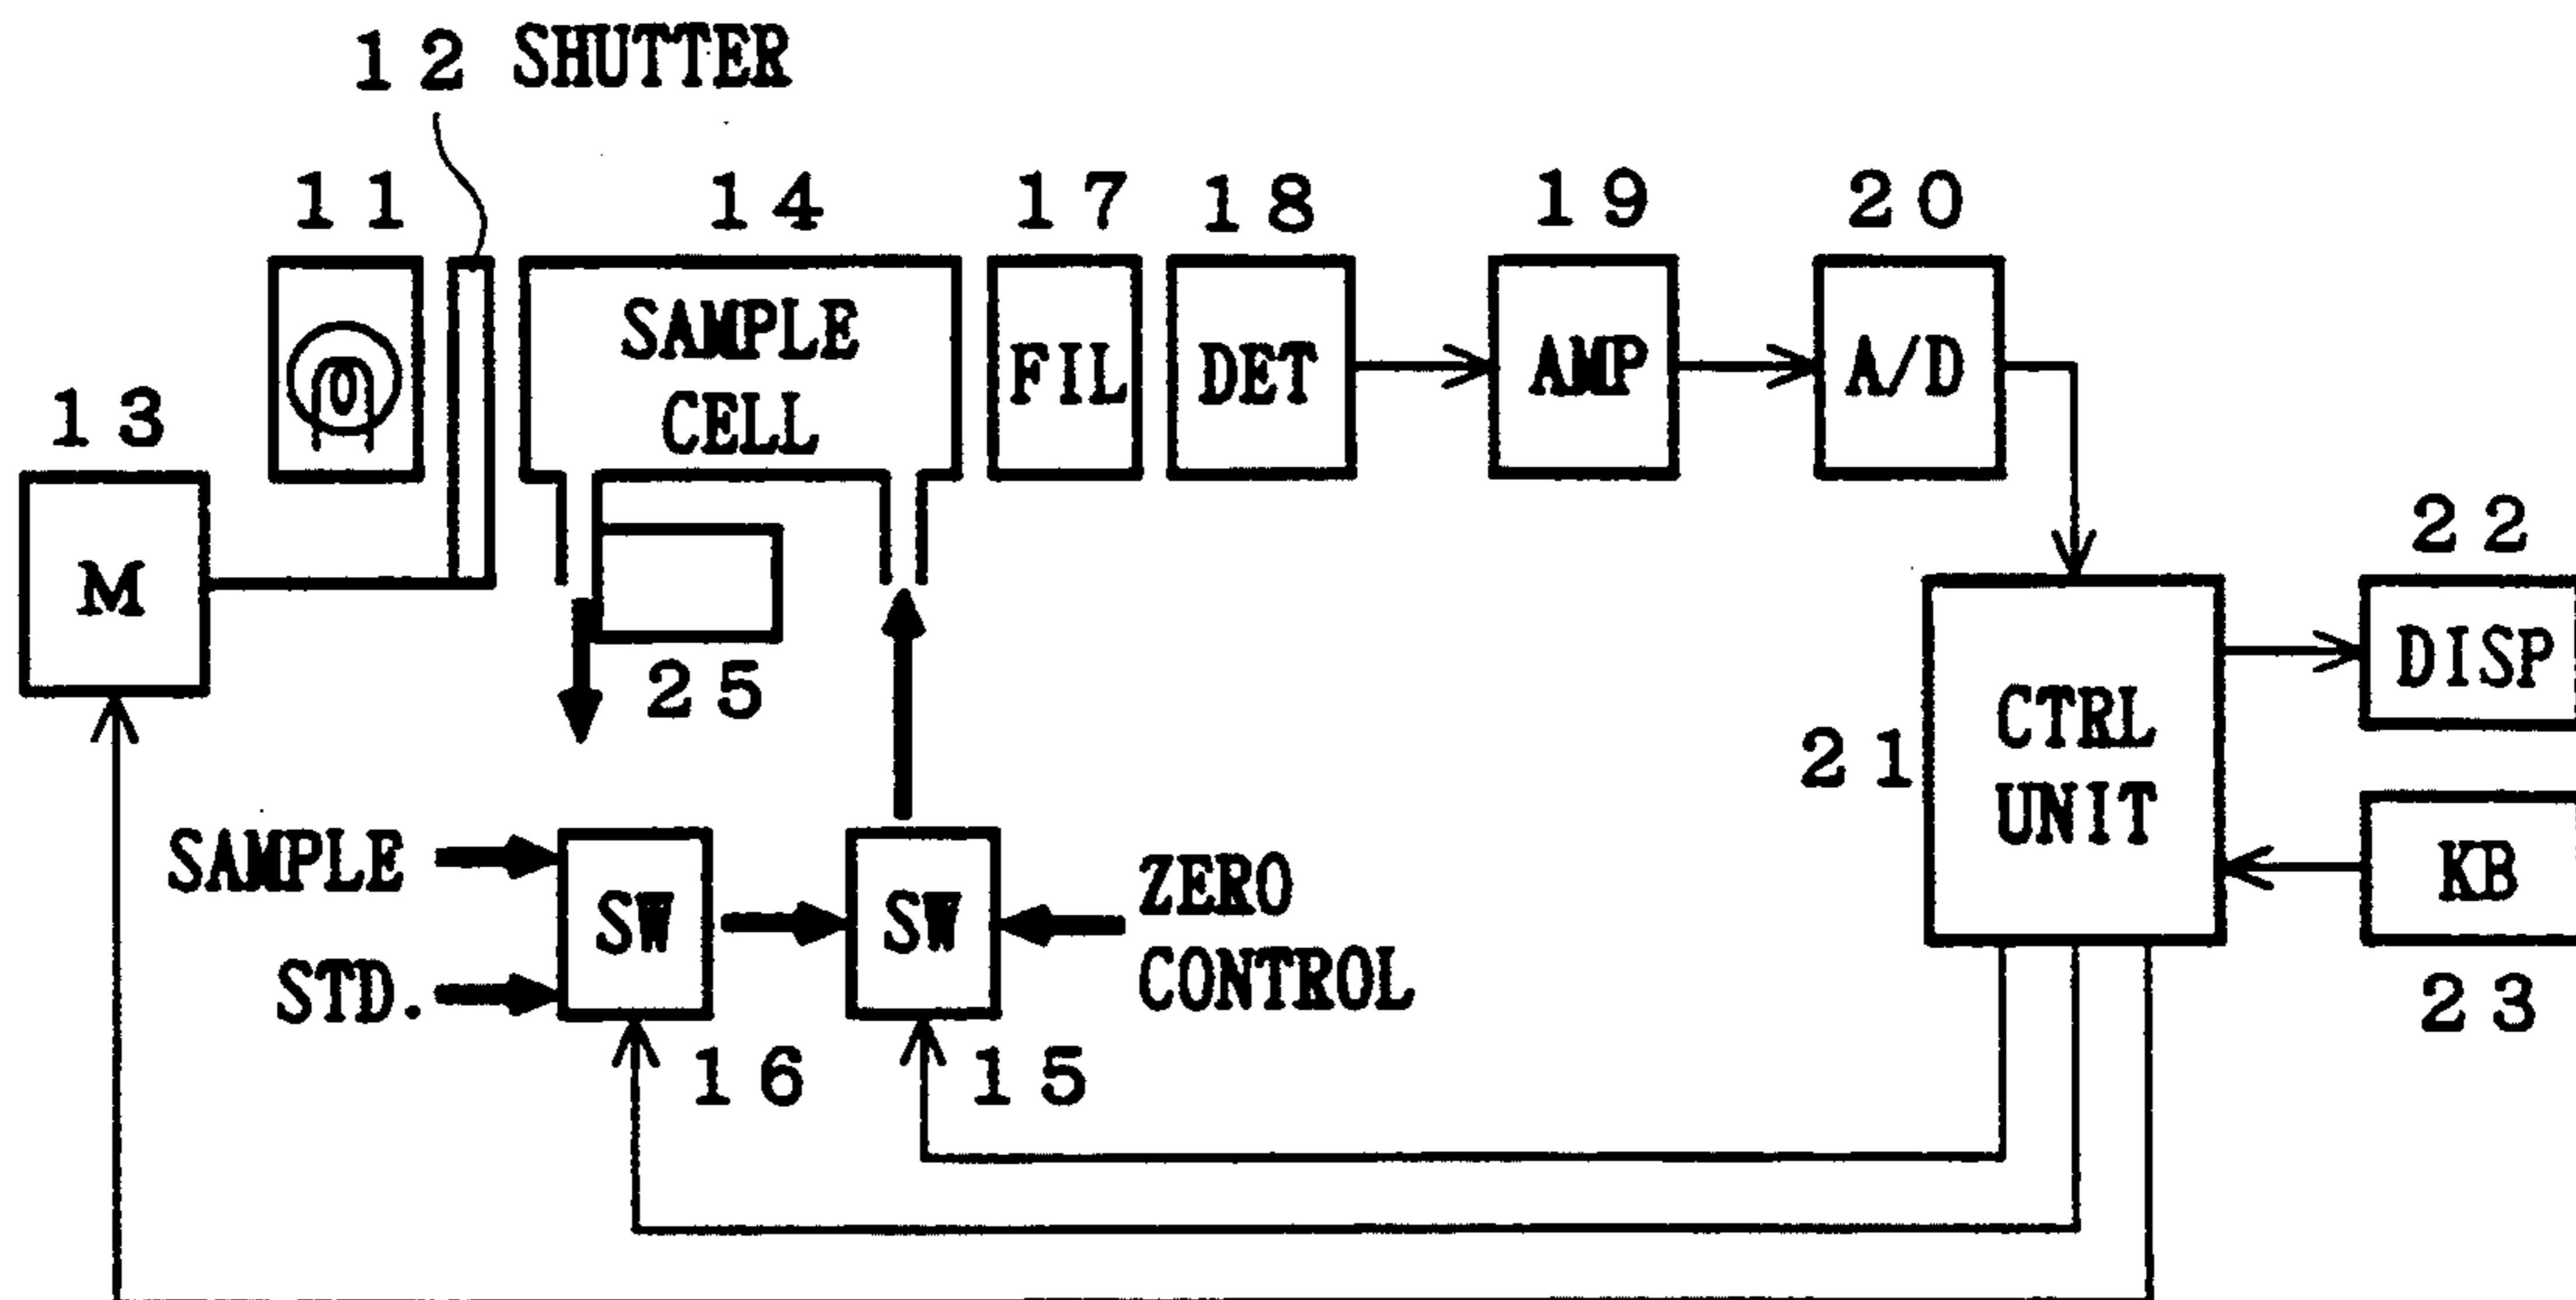 12 SHUTTER
11
14
17
18
19
20
13
SAMPLE
CELL
FIL
DET
AMP
A/D
M
25
22
DISP
21
CTRL
UNIT
KB
23
SAMPLE
STD.
SW
SW
ZERO
CONTROL
16
15